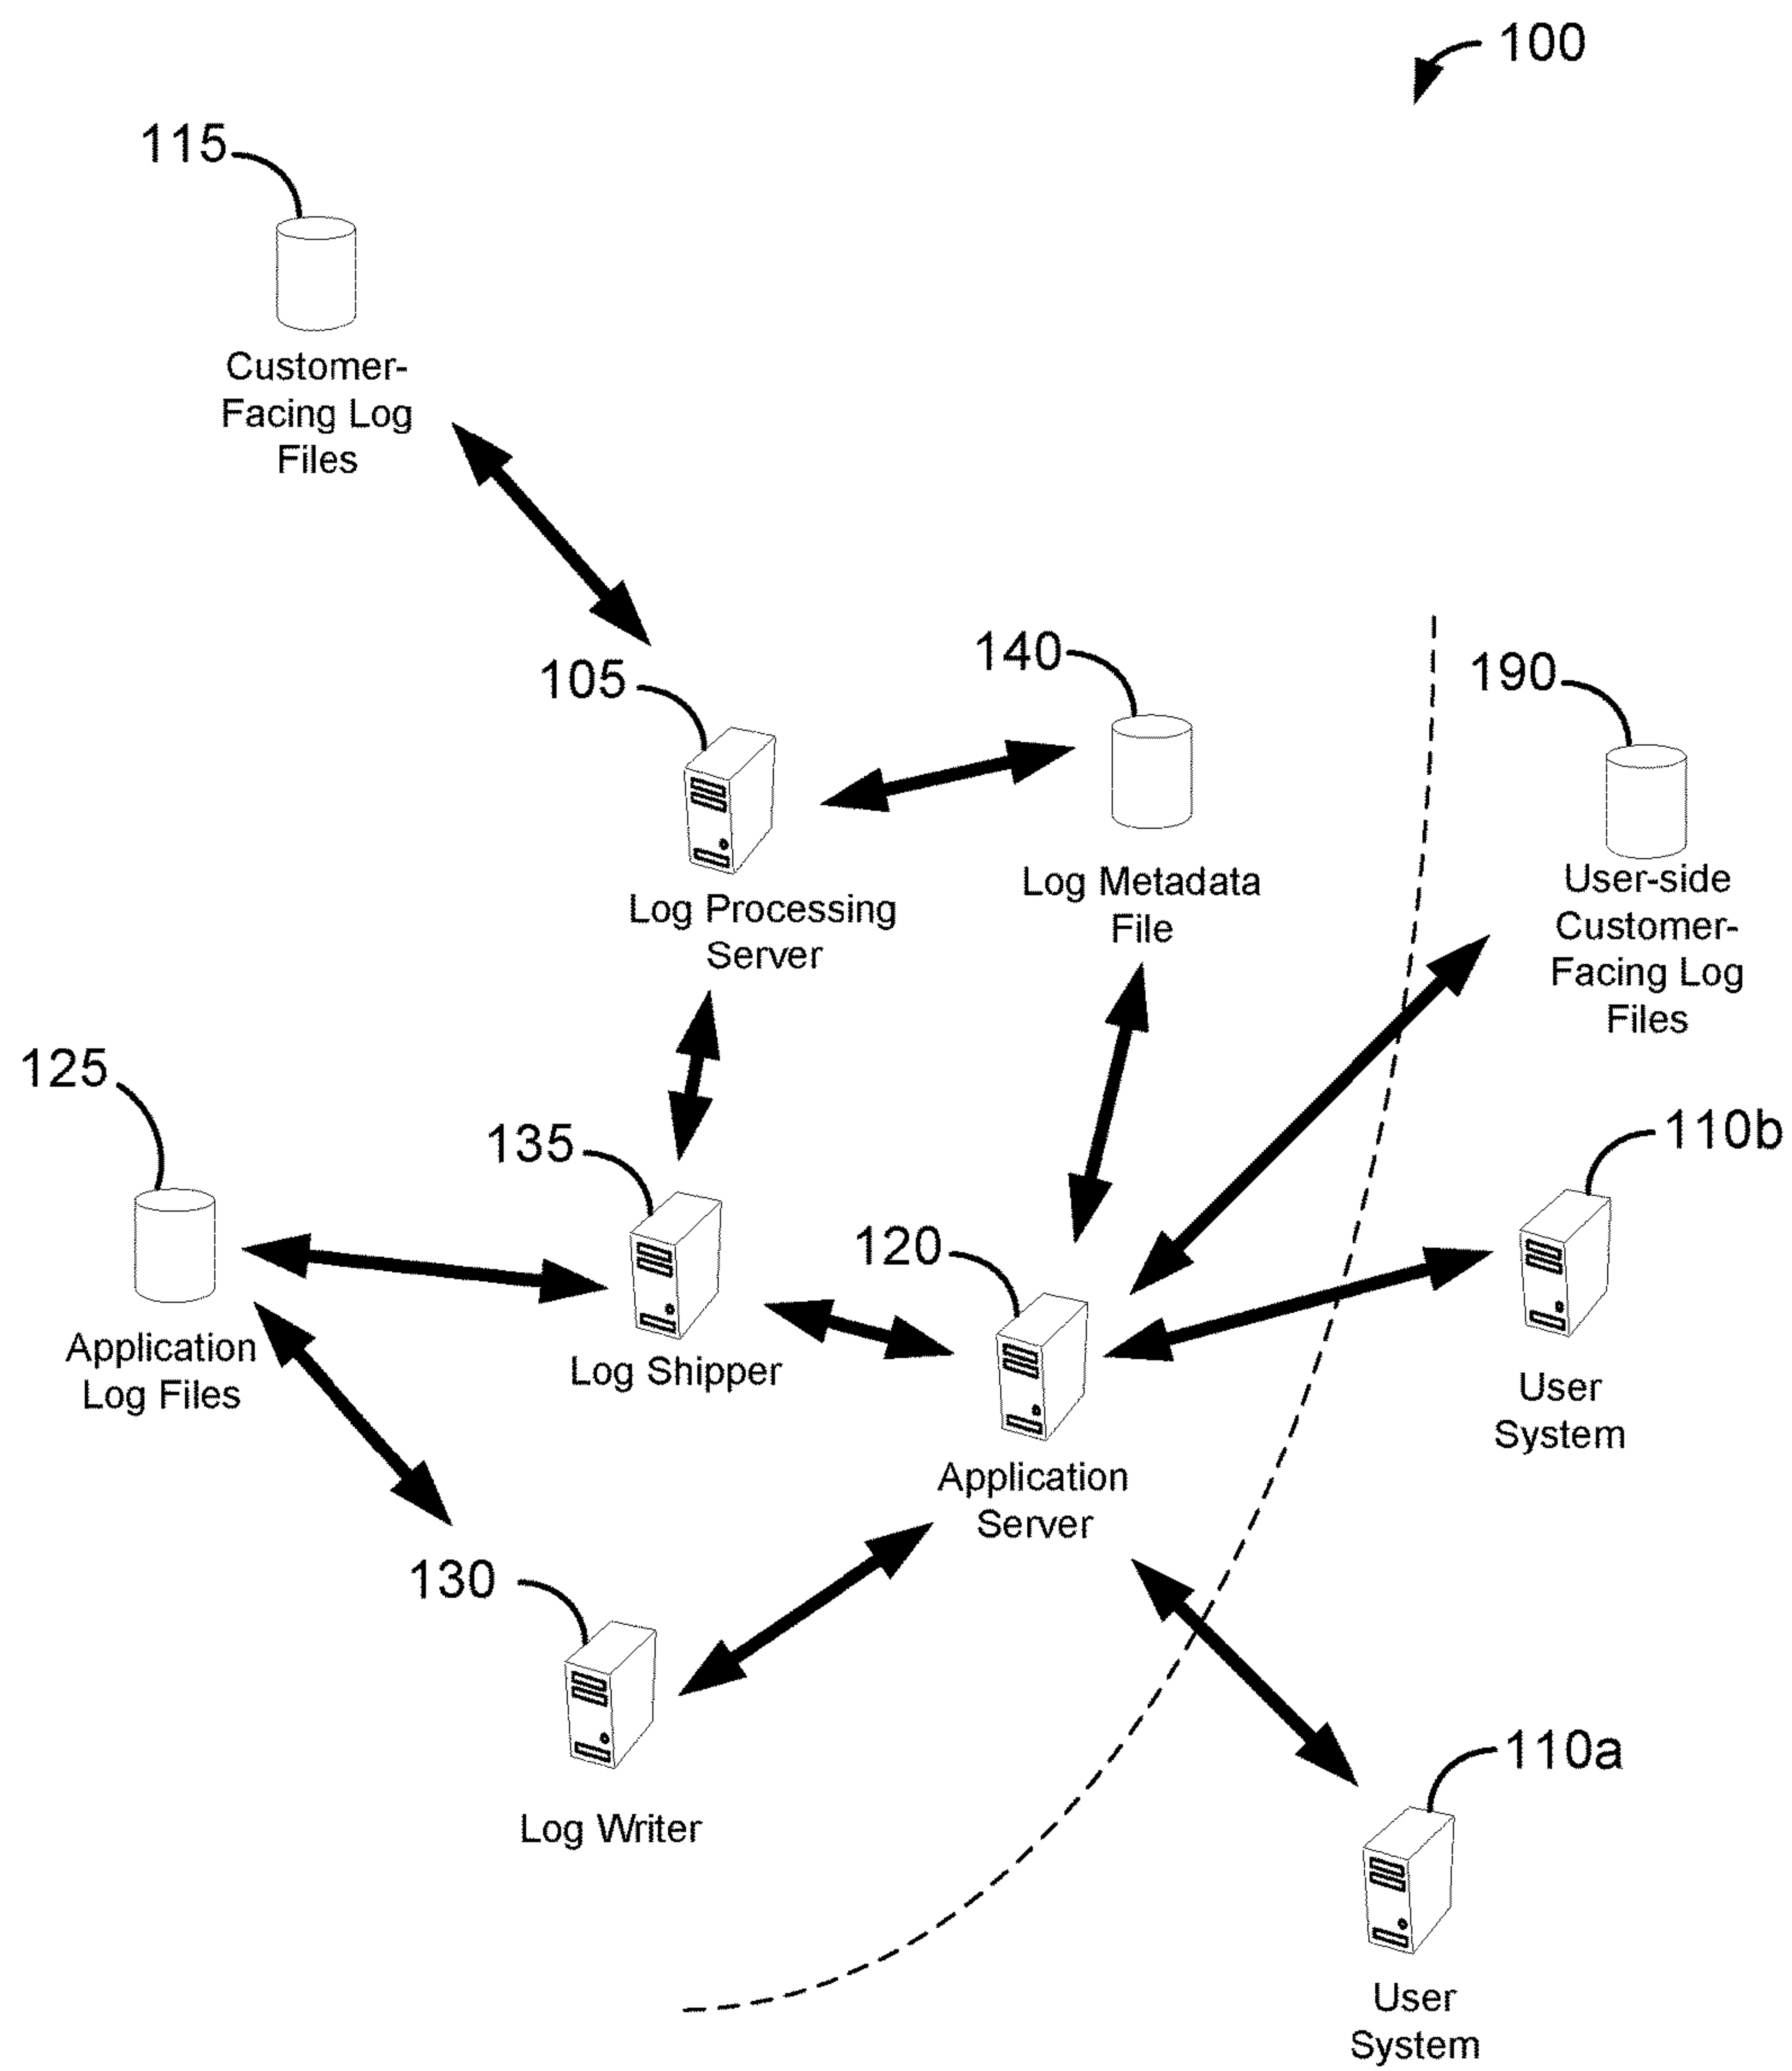 100
115
Customer-
Facing Log
Files
105
140
190
Log Processing
Server
Log Metadata
File
User-side
Customer-
Facing Log
Files
125
135
120
110b
Application
Log Files
Log Shipper
Application
Server
User
System
130
Log Writer
110a
User
System